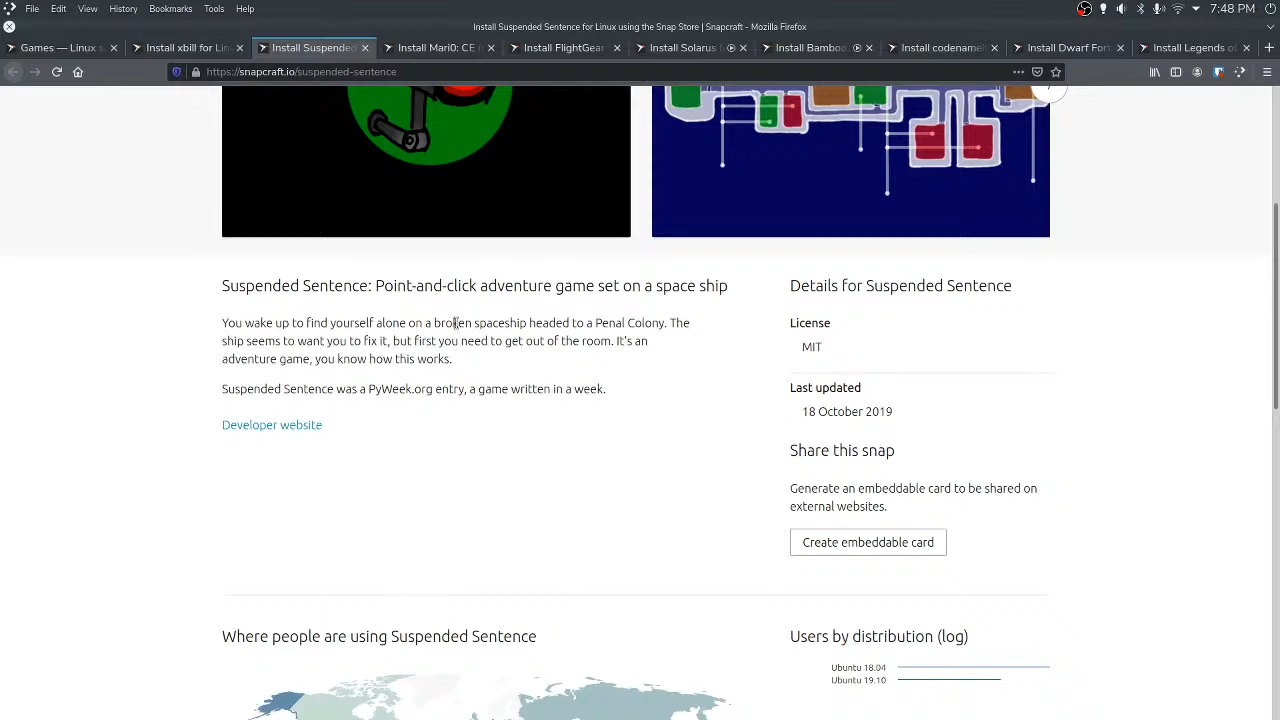 File Edit View History Bookmarks Tools Help 7:48 PM
Install Suspended Sentence for Linux using the Snap Store | Snapcraft - Mozilla Firefox
Games — Linux s Install xbill for Lin Install Suspended Install Mari0: CE Install FlightGear Install Solarus Install Bamboo Install codename Install Dwarf Fort Install Legends of
https://snapcraft.io/suspended-sentence
Suspended Sentence: Point-and-click adventure game set on a space ship
You wake up to find yourself alone on a broken spaceship headed to a Penal Colony. The
ship seems to want you to fix it, but first you need to get out of the room. It's an
adventure game, you know how this works.
Suspended Sentence was a PyWeek.org entry, a game written in a week.
Developer website
Details for Suspended Sentence
License
MIT
Last updated
18 October 2019
Share this snap
Generate an embeddable card to be shared on
external websites.
Create embeddable card
Where people are using Suspended Sentence
Users by distribution (log)
Ubuntu 18.04
Ubuntu 19.10